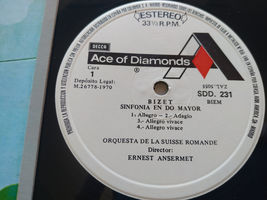 ESTEREO
33⅓ R.P.M.
DECCA
Ace of Diamonds
Cara
1
Depósito Legal:
M.26778-1970
SDD. 231
BIEM
BIZET
SINFONIA EN DO MAYOR
1.- Allegro - 2.- Adagio
3.- Allegro vivace
4.- Allegro vivace
ORQUESTA DE LA SUISSE ROMANDE
Director:
ERNEST ANSERMET